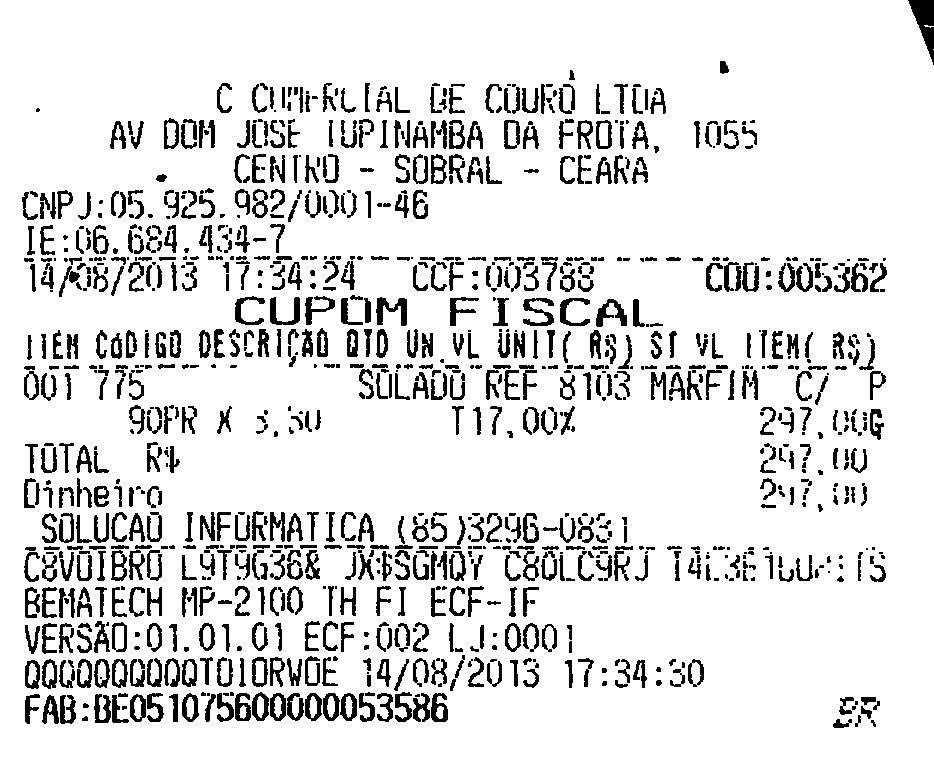 C COMERCIAL DE COURO LTDA
AV DOM JOSE TUPINAMBA DA FROTA, 1055
CENTRO - SOBRAL - CEARA
CNPJ:05.925.982/0001-46
IE:06.684.434-7
14/08/2013 17:34:24 CCF:003788 COO:005362
CUPOM FISCAL
ITEM CÓDIGO DESCRIÇÃO QTD UN VL UNIT( R$) ST VL ITEM( R$)
001 775 SOLADO REF 8103 MARFIM C/ P
90PR X 3,30 T17,00% 297,00G
TOTAL R$ 297,00
Dinheiro 297,00
SOLUCAO INFORMATICA (85)3296-0831
C8VDIBRO L9T9G36& JX$SGMQY C8OLC9RJ
BEMATECH MP-2100 TH FI ECF-IF
VERSÃO:01.01.01 ECF:002 LJ:0001
QQQQQQQQQQTOIORWOE 14/08/2013 17:34:30
FAB:BE051075600000053586 BR